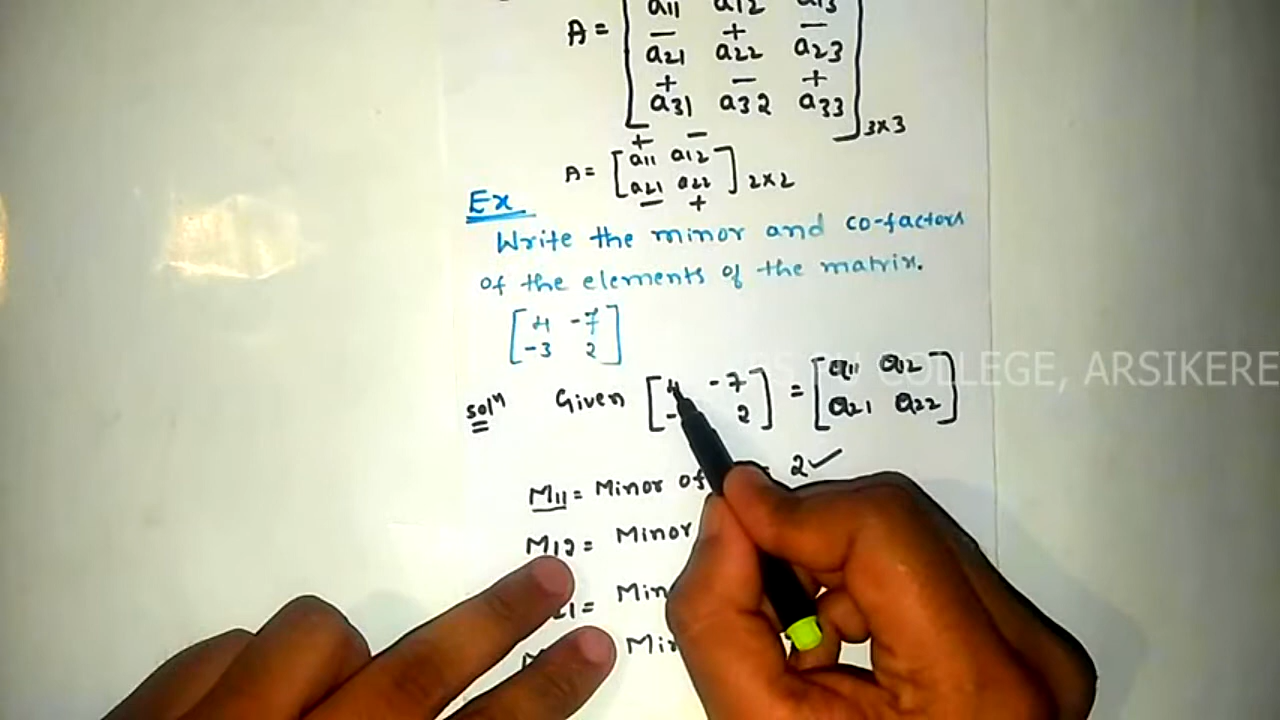 a11 a12 a13
A =
− + −
a21 a22 a23
+ − +
a31 a32 a33
3×3
+ −
a11 a12
A =
a21 a22
2×2
− +
Ex
Write the minor and co-factors
of the elements of the matrix.
4 -7
-3 2
COLLEGE, ARSIKERE
Soln Given [4 -7 = [a11 a12
2] a21 a22]
M11 = Minor of = 2✓
M12 = Minor
1 =